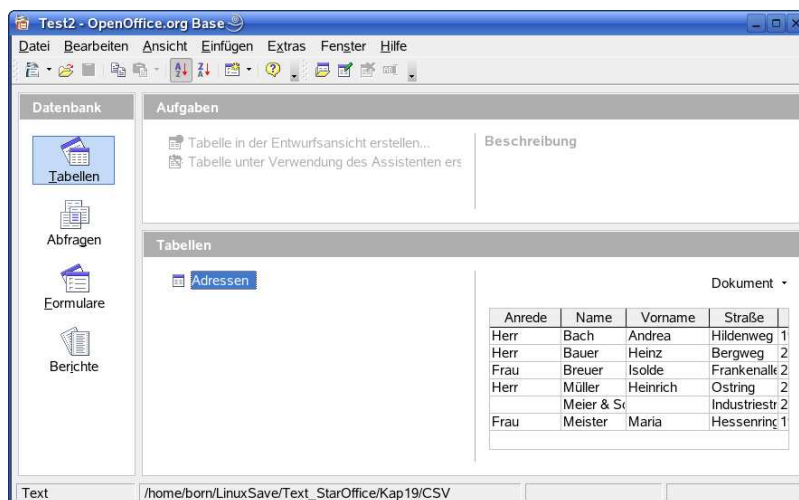 Test2 - OpenOffice.org Base
Datei Bearbeiten Ansicht Einfügen Extras Fenster Hilfe
Datenbank
Tabellen
Abfragen
Formulare
Berichte
Aufgaben
Tabelle in der Entwurfsansicht erstellen...
Tabelle unter Verwendung des Assistenten ers
Beschreibung
Tabellen
Adressen
Dokument
Anrede Name Vorname Straße
Herr Bach Andrea Hildenweg 1
Herr Bauer Heinz Bergweg 2
Frau Breuer Isolde Frankenalle 2
Herr Müller Heinrich Ostring 2
Meier & So Industriestr 2
Frau Meister Maria Hessenring 1
Text /home/born/LinuxSave/Text_StarOffice/Kap19/CSV